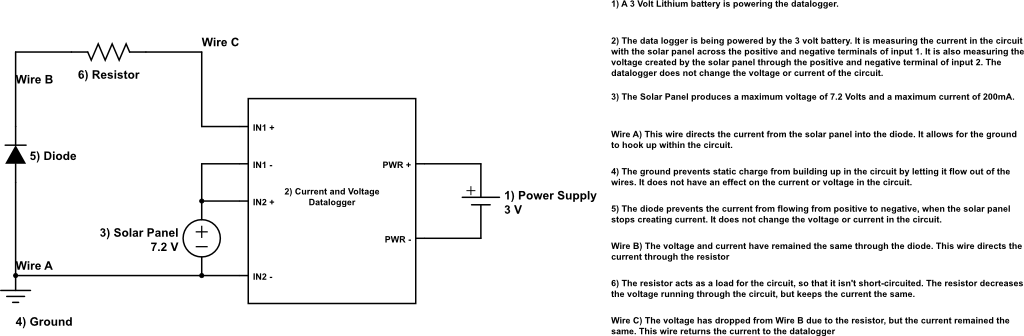 Wire C
Wire B
6) Resistor
IN1 +
5) Diode
IN1 -
PWR +
2) Current and Voltage
Datalogger
IN2 +
1) Power Supply
3 V
3) Solar Panel
7.2 V
PWR -
Wire A
IN2 -
4) Ground
1) A 3 Volt Lithium battery is powering the datalogger.
2) The data logger is being powered by the 3 volt battery. It is measuring the current in the circuit
with the solar panel across the positive and negative terminals of input 1. It is also measuring the
voltage created by the solar panel through the positive and negative terminal of input 2. The
datalogger does not change the voltage or current of the circuit.
3) The Solar Panel produces a maximum voltage of 7.2 Volts and a maximum current of 200mA.
Wire A) This wire directs the current from the solar panel into the diode. It allows for the ground
to hook up within the circuit.
4) The ground prevents static charge from building up in the circuit by letting it flow out of the
wires. It does not have an effect on the current or voltage in the circuit.
5) The diode prevents the current from flowing from positive to negative, when the solar panel
stops creating current. It does not change the voltage or current in the circuit.
Wire B) The voltage and current have remained the same through the diode. This wire directs the
current through the resistor
6) The resistor acts as a load for the circuit, so that it isn't short-circuited. The resistor decreases
the voltage running through the circuit, but keeps the current the same.
Wire C) The voltage has dropped from Wire B due to the resistor, but the current remained the
same. This wire returns the current to the datalogger